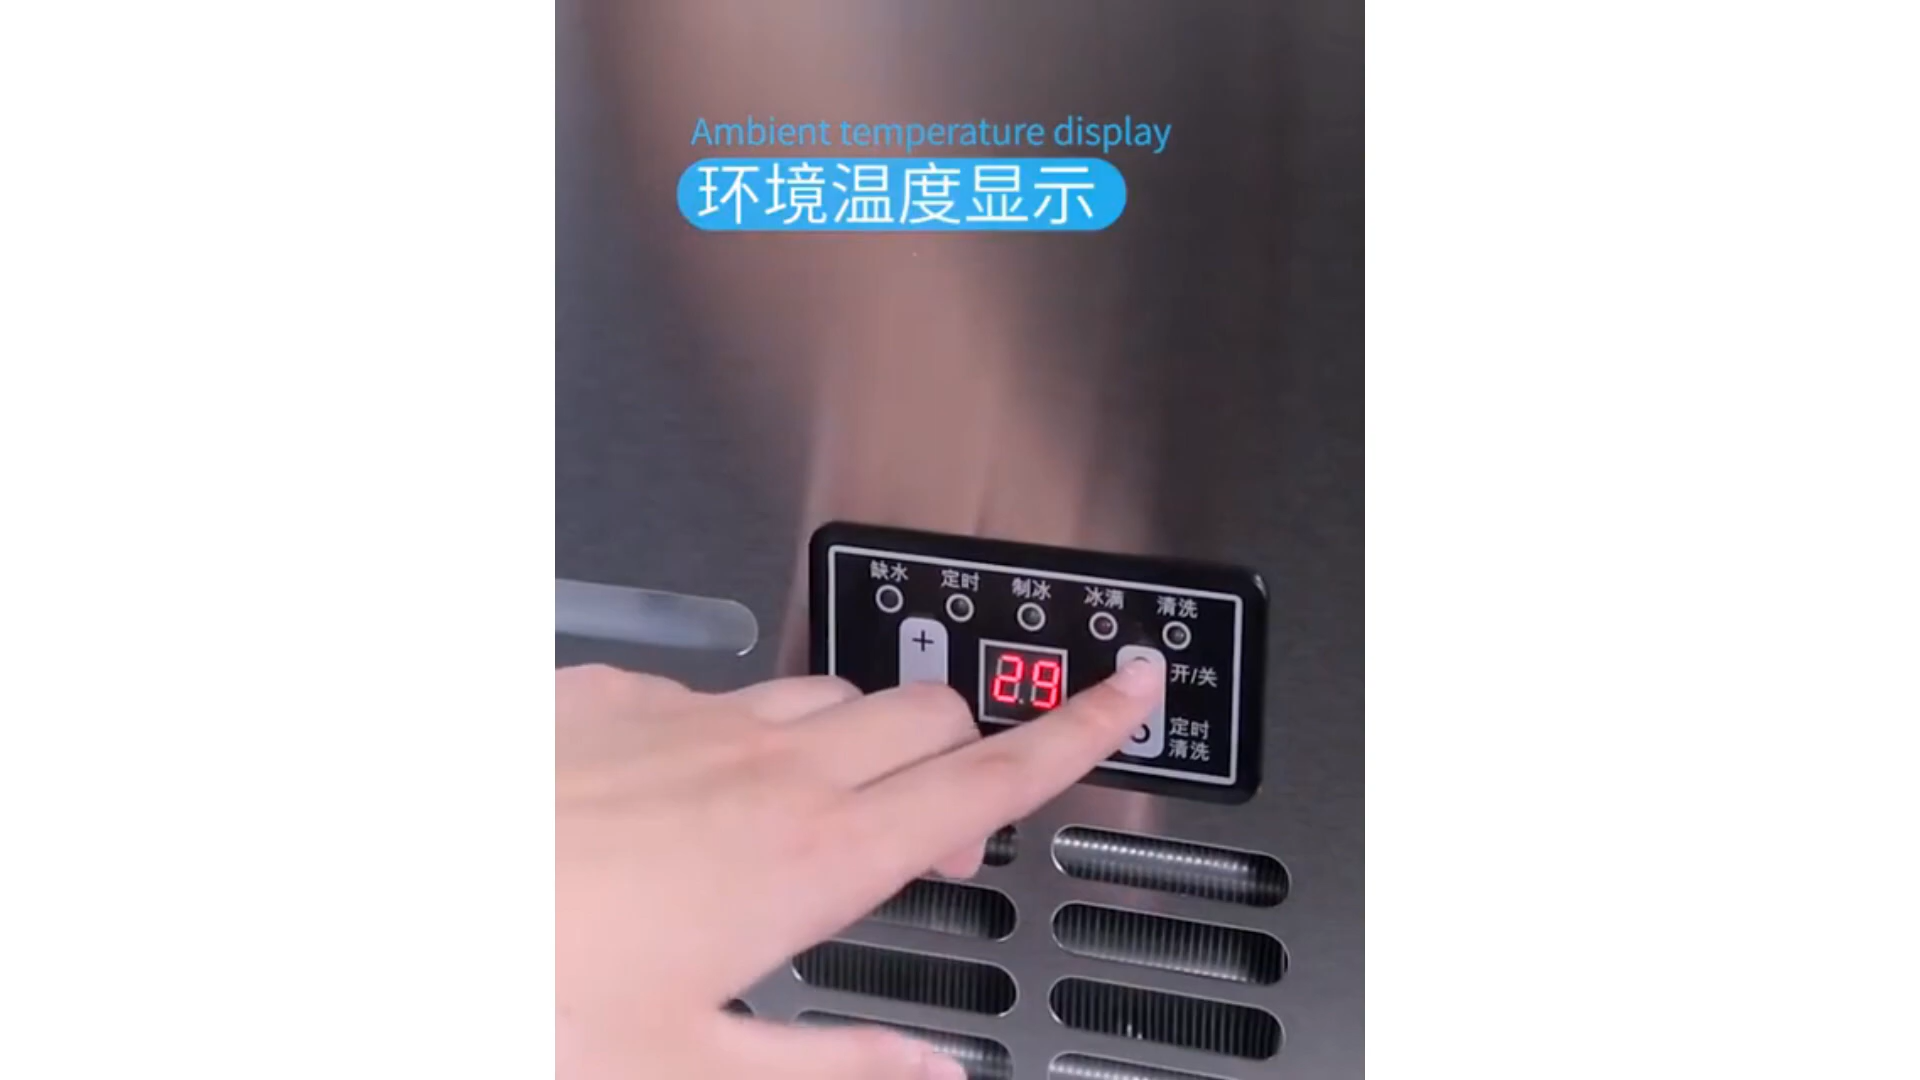 Ambient temperature display
环境温度显示
缺水 定时 制冰 冰满 清洗
+
29
开/关
定时
清洗